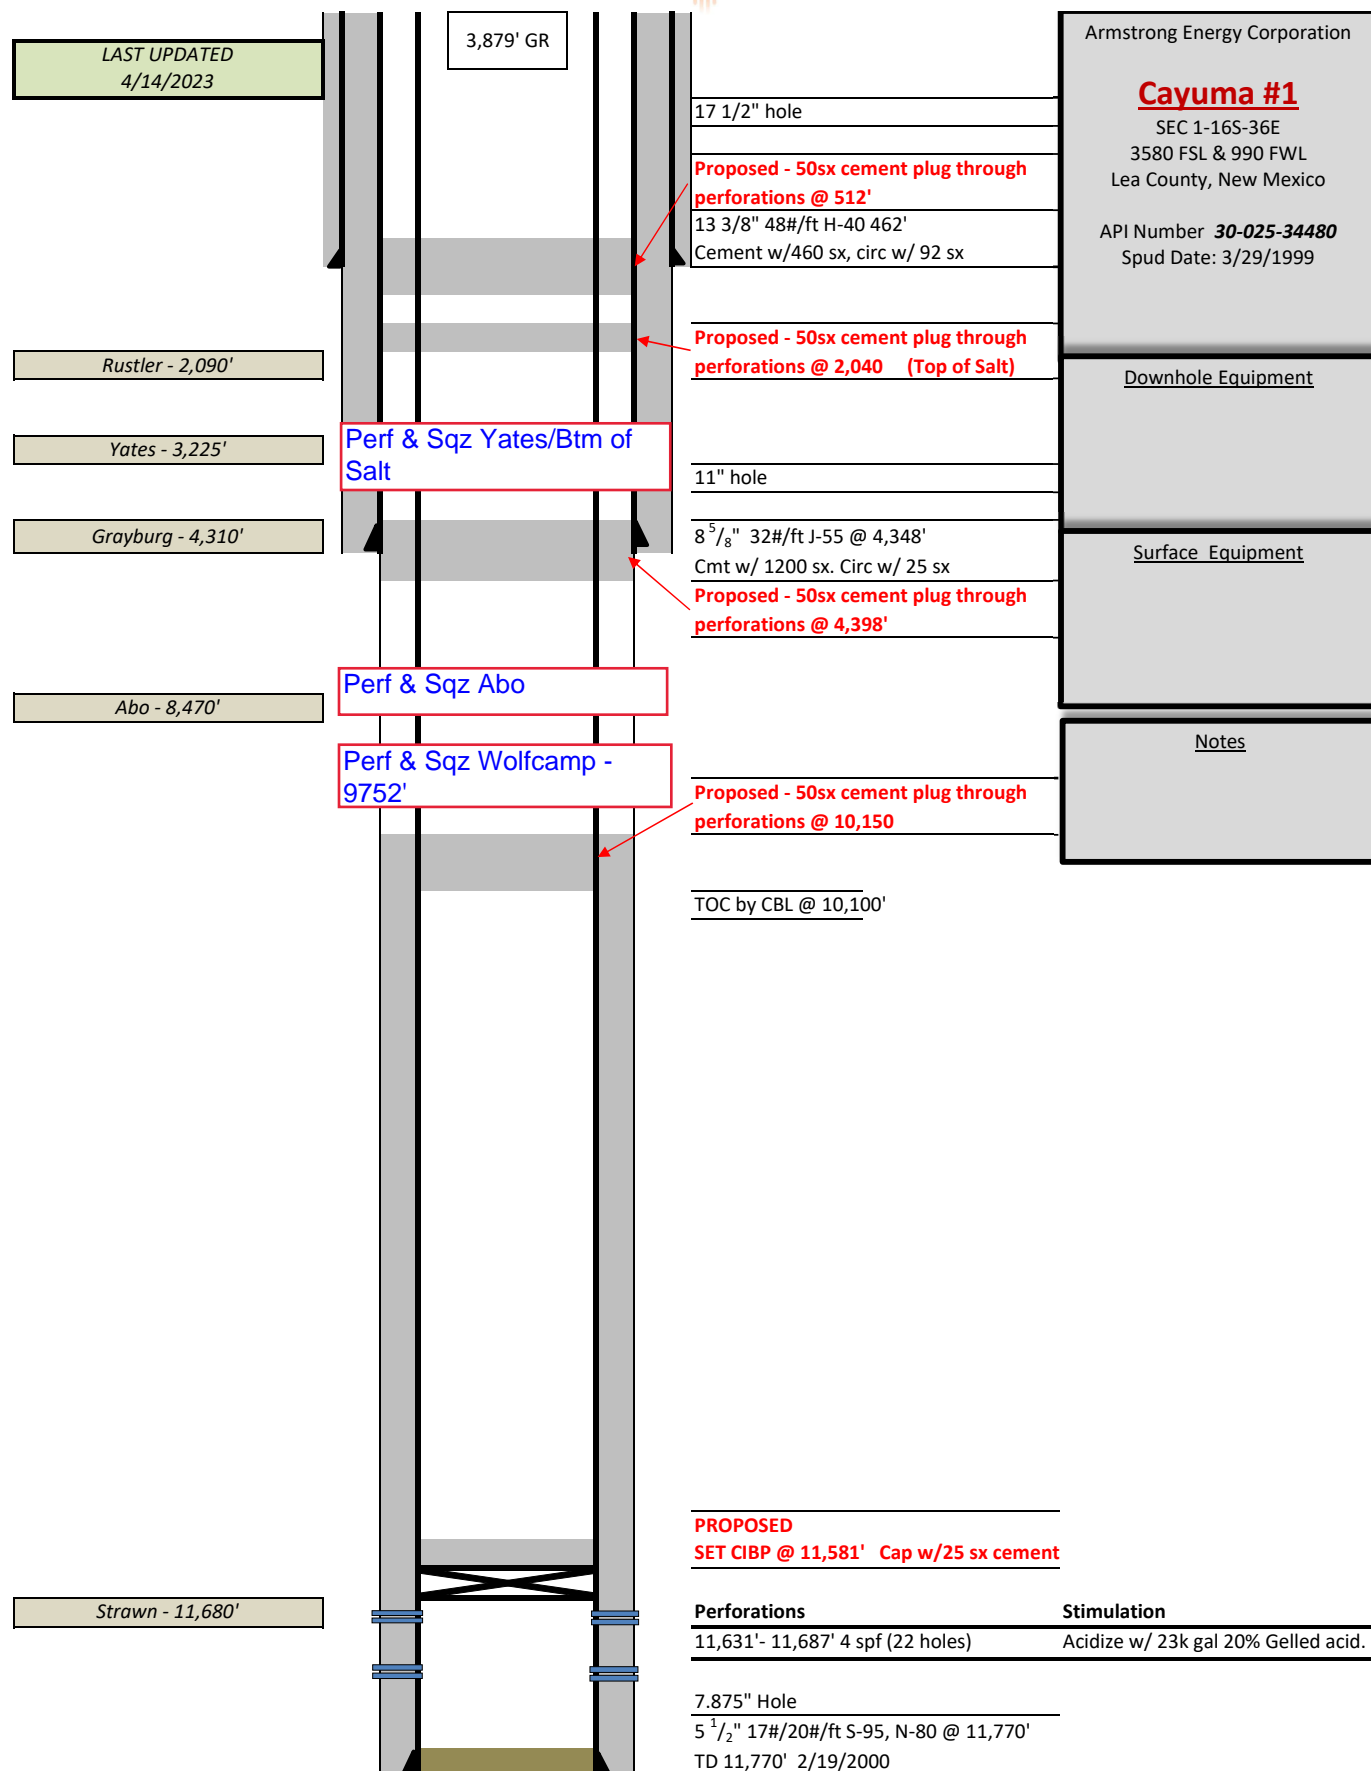 3,879' GR
LAST UPDATED
4/14/2023
Armstrong Energy Corporation
Cayuma #1
SEC 1-16S-36E
3580 FSL & 990 FWL
Lea County, New Mexico
API Number 30-025-34480
Spud Date: 3/29/1999
17 1/2" hole
Proposed - 50sx cement plug through
perforations @ 512'
13 3/8" 48#/ft H-40 462'
Cement w/460 sx, circ w/ 92 sx
Proposed - 50sx cement plug through
perforations @ 2,040 (Top of Salt)
Rustler - 2,090'
Downhole Equipment
Yates - 3,225'
Perf & Sqz Yates/Btm of
Salt
11" hole
Grayburg - 4,310'
8 5/8" 32#/ft J-55 @ 4,348'
Cmt w/ 1200 sx. Circ w/ 25 sx
Surface Equipment
Proposed - 50sx cement plug through
perforations @ 4,398'
Perf & Sqz Abo
Abo - 8,470'
Notes
Perf & Sqz Wolfcamp -
9752'
Proposed - 50sx cement plug through
perforations @ 10,150
TOC by CBL @ 10,100'
PROPOSED
SET CIBP @ 11,581' Cap w/25 sx cement
Strawn - 11,680'
Perforations Stimulation
11,631'- 11,687' 4 spf (22 holes) Acidize w/ 23k gal 20% Gelled acid.
7.875" Hole
5 1/2" 17#/20#/ft S-95, N-80 @ 11,770'
TD 11,770' 2/19/2000